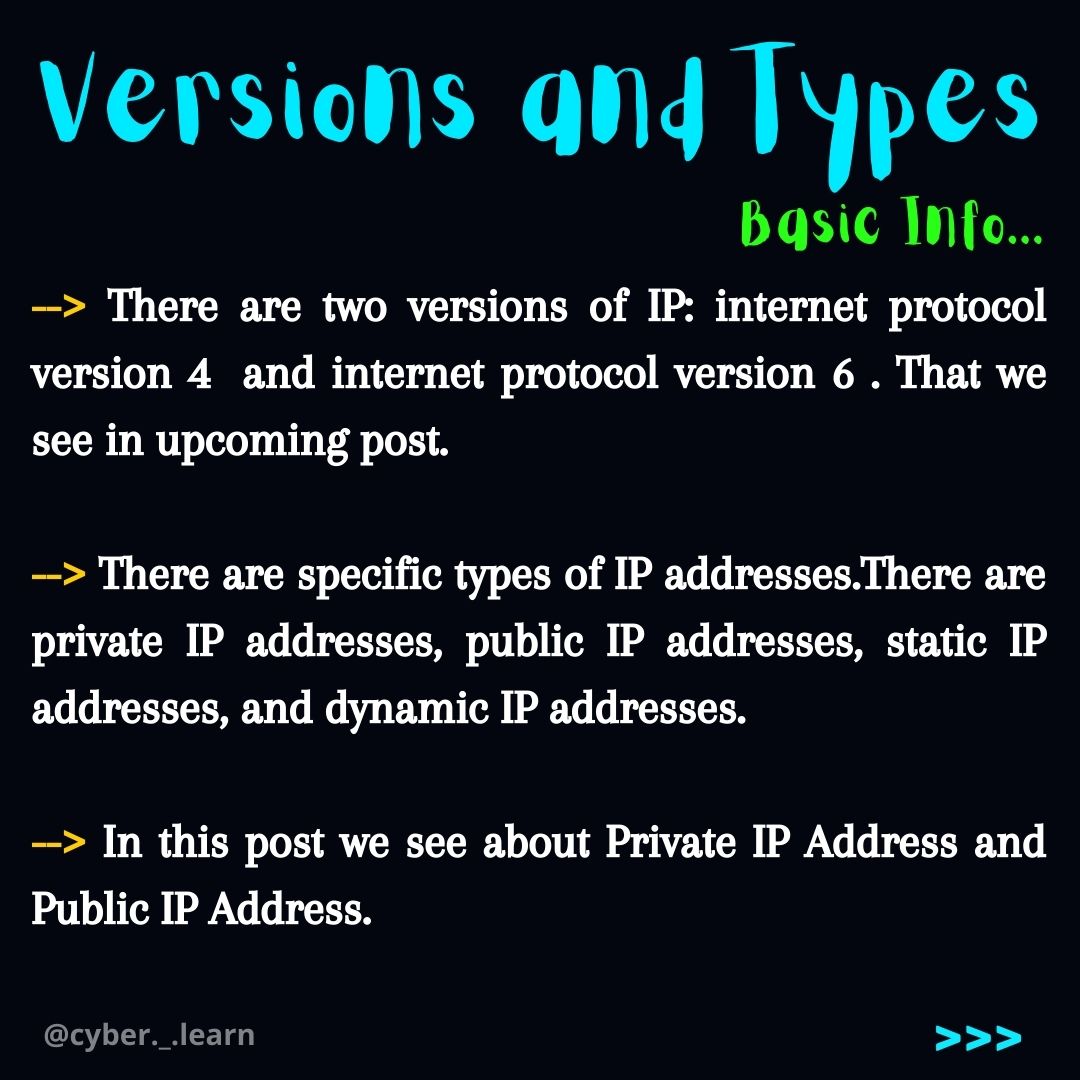 Versions and Types
Basic Info...
--> There are two versions of IP: internet protocol
version 4 and internet protocol version 6 . That we
see in upcoming post.
--> There are specific types of IP addresses.There are
private IP addresses, public IP addresses, static IP
addresses, and dynamic IP addresses.
--> In this post we see about Private IP Address and
Public IP Address.
@cyber._.learn
>>>